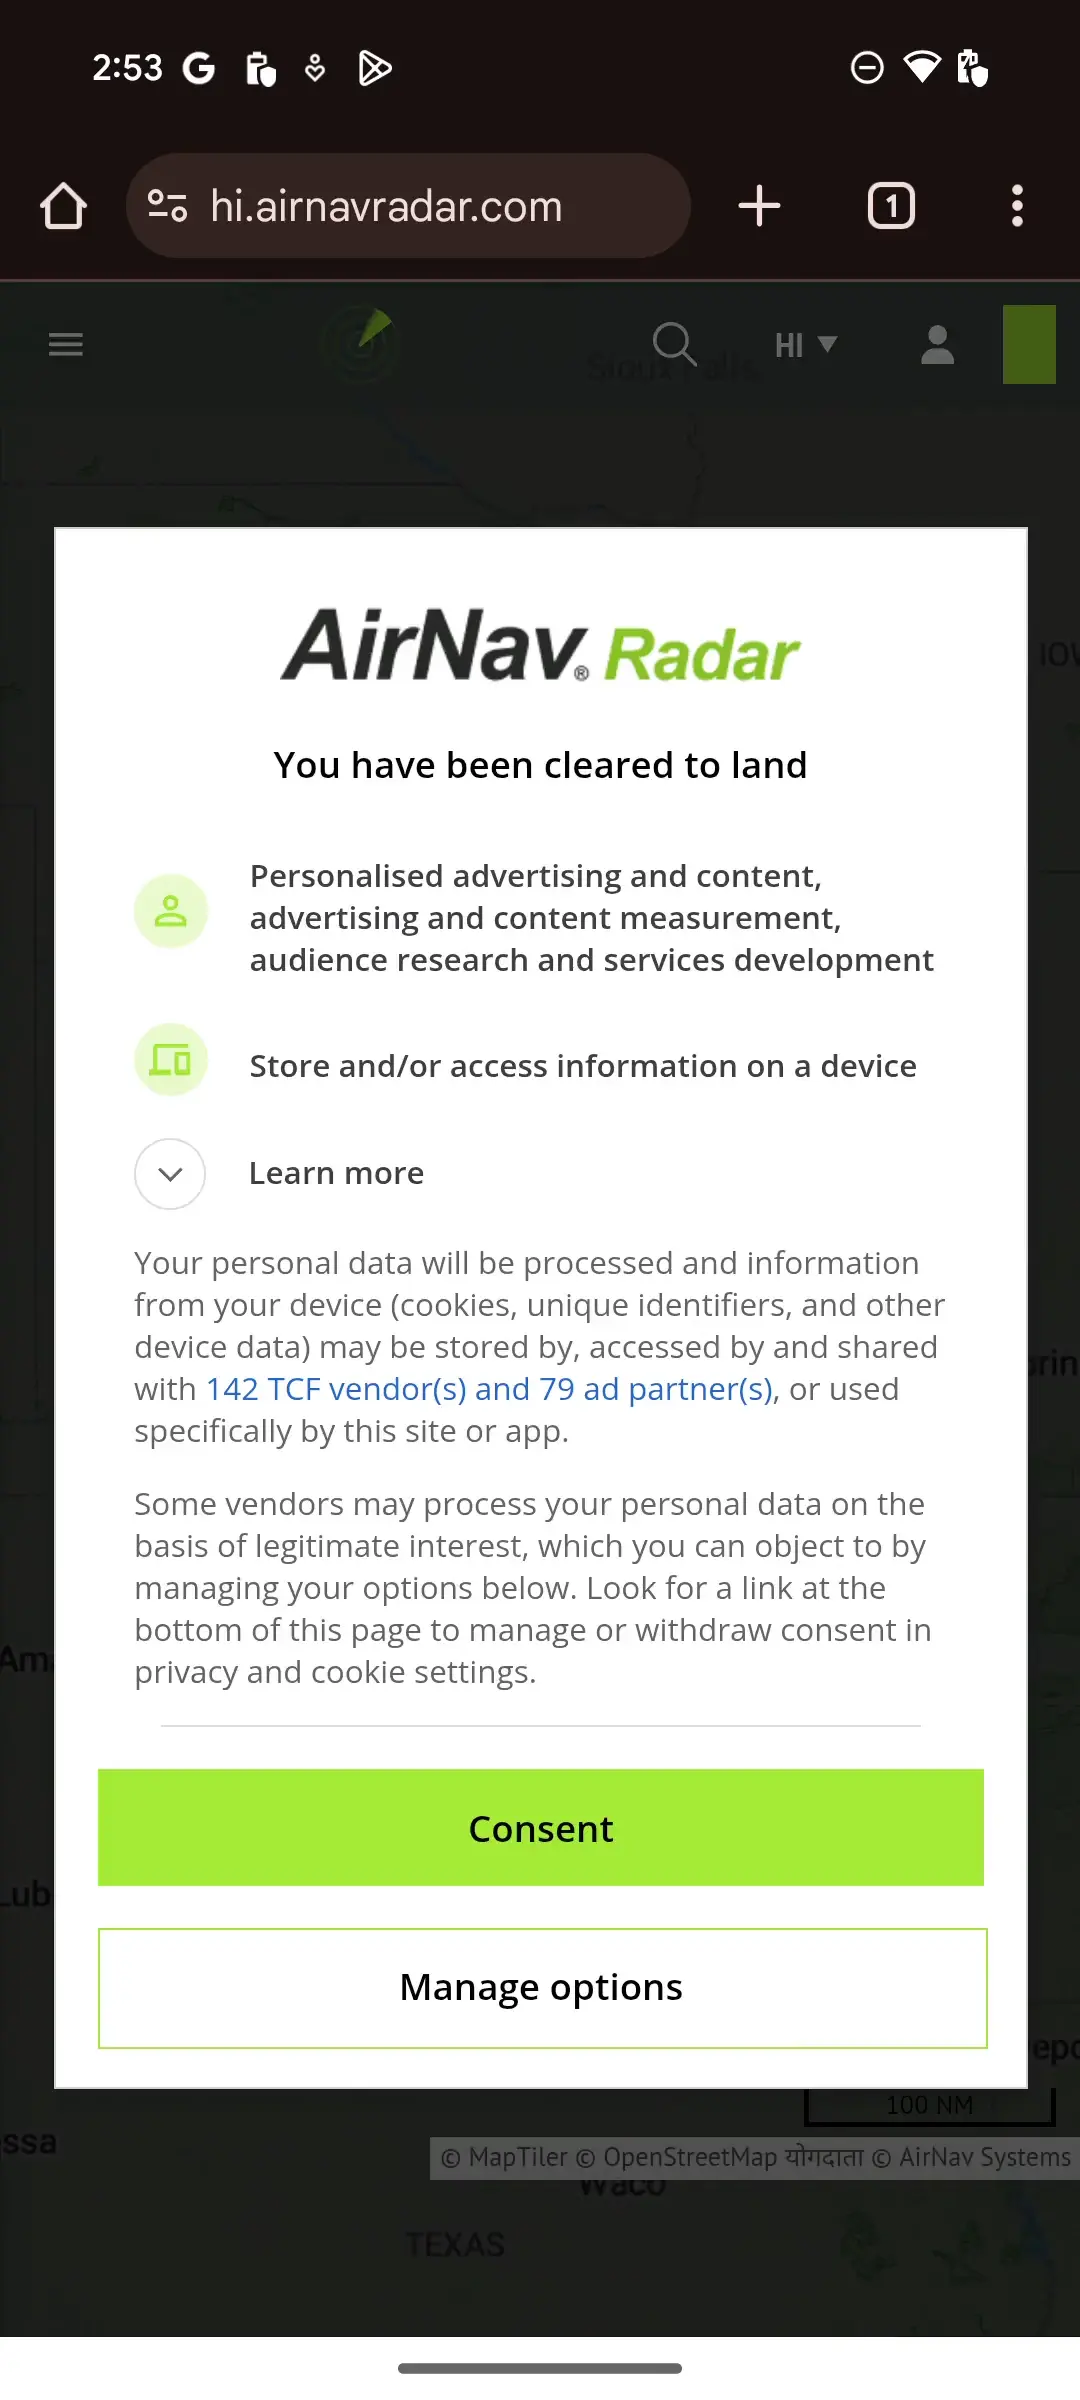 2:53
hi.airnavradar.com
1
HI
Sioux Falls
AirNav® Radar
You have been cleared to land
Personalised advertising and content,
advertising and content measurement,
audience research and services development
Store and/or access information on a device
Learn more
Your personal data will be processed and information
from your device (cookies, unique identifiers, and other
device data) may be stored by, accessed by and shared
with 142 TCF vendor(s) and 79 ad partner(s), or used
specifically by this site or app.
Some vendors may process your personal data on the
basis of legitimate interest, which you can object to by
managing your options below. Look for a link at the
bottom of this page to manage or withdraw consent in
privacy and cookie settings.
Consent
Manage options
100 NM
ssa
© MapTiler © OpenStreetMap योगदाता © AirNav Systems
Waco
TEXAS